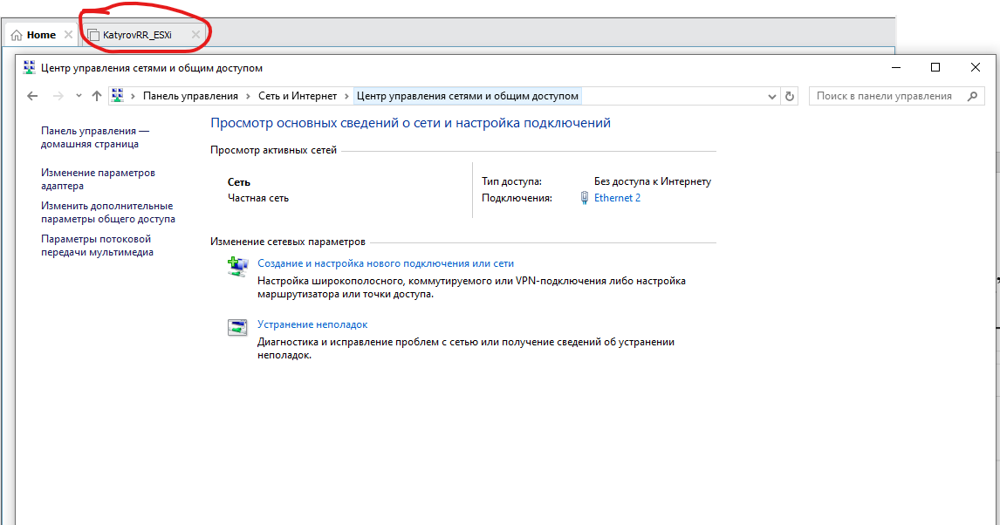 Home
KatyrovRR_ESXi
Центр управления сетями и общим доступом
Панель управления
Сеть и Интернет
Центр управления сетями и общим доступом
Поиск в панели управления
Панель управления —
домашняя страница
Изменение параметров
адаптера
Изменить дополнительные
параметры общего доступа
Параметры потоковой
передачи мультимедиа
Просмотр основных сведений о сети и настройка подключений
Просмотр активных сетей
Сеть
Частная сеть
Тип доступа: Без доступа к Интернету
Подключения: Ethernet 2
Изменение сетевых параметров
Создание и настройка нового подключения или сети
Настройка широкополосного, коммутируемого или VPN-подключения либо настройка
маршрутизатора или точки доступа.
Устранение неполадок
Диагностика и исправление проблем с сетью или получение сведений об устранении
неполадок.